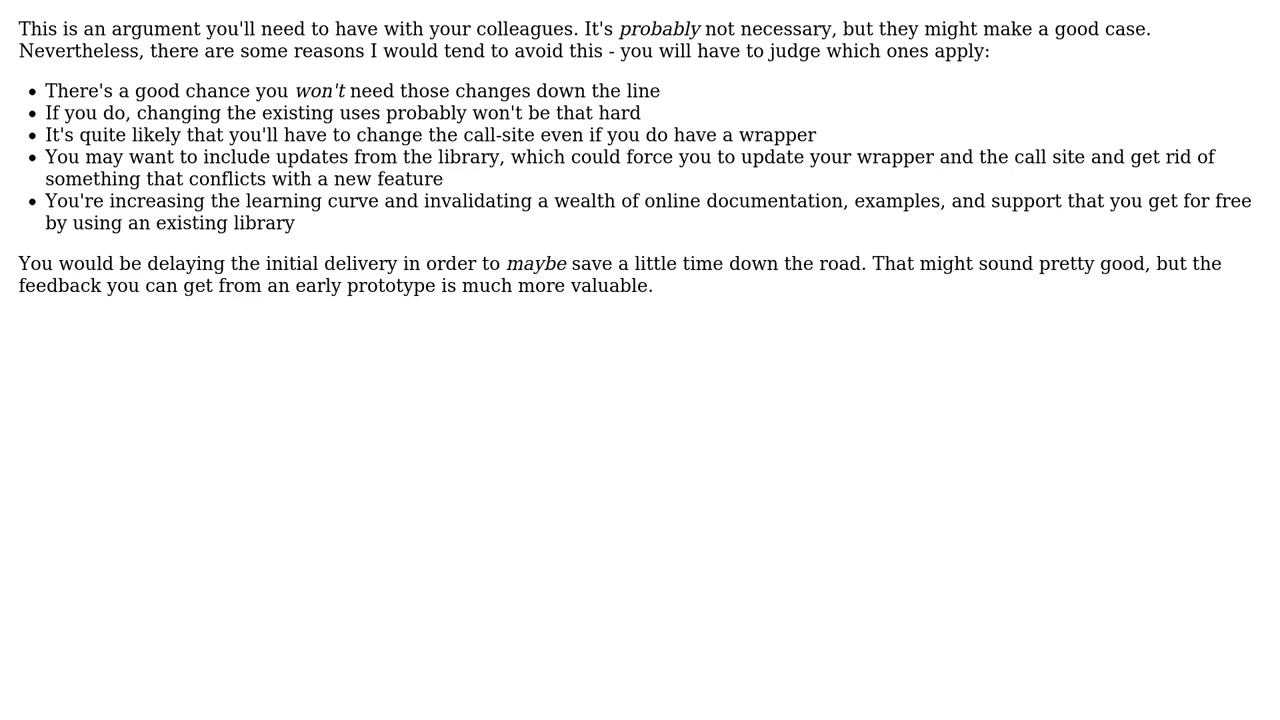 This is an argument you'll need to have with your colleagues. It's probably not necessary, but they might make a good case.
Nevertheless, there are some reasons I would tend to avoid this - you will have to judge which ones apply:
• There's a good chance you won't need those changes down the line
• If you do, changing the existing uses probably won't be that hard
• It's quite likely that you'll have to change the call-site even if you do have a wrapper
• You may want to include updates from the library, which could force you to update your wrapper and the call site and get rid of
something that conflicts with a new feature
• You're increasing the learning curve and invalidating a wealth of online documentation, examples, and support that you get for free
by using an existing library
You would be delaying the initial delivery in order to maybe save a little time down the road. That might sound pretty good, but the
feedback you can get from an early prototype is much more valuable.